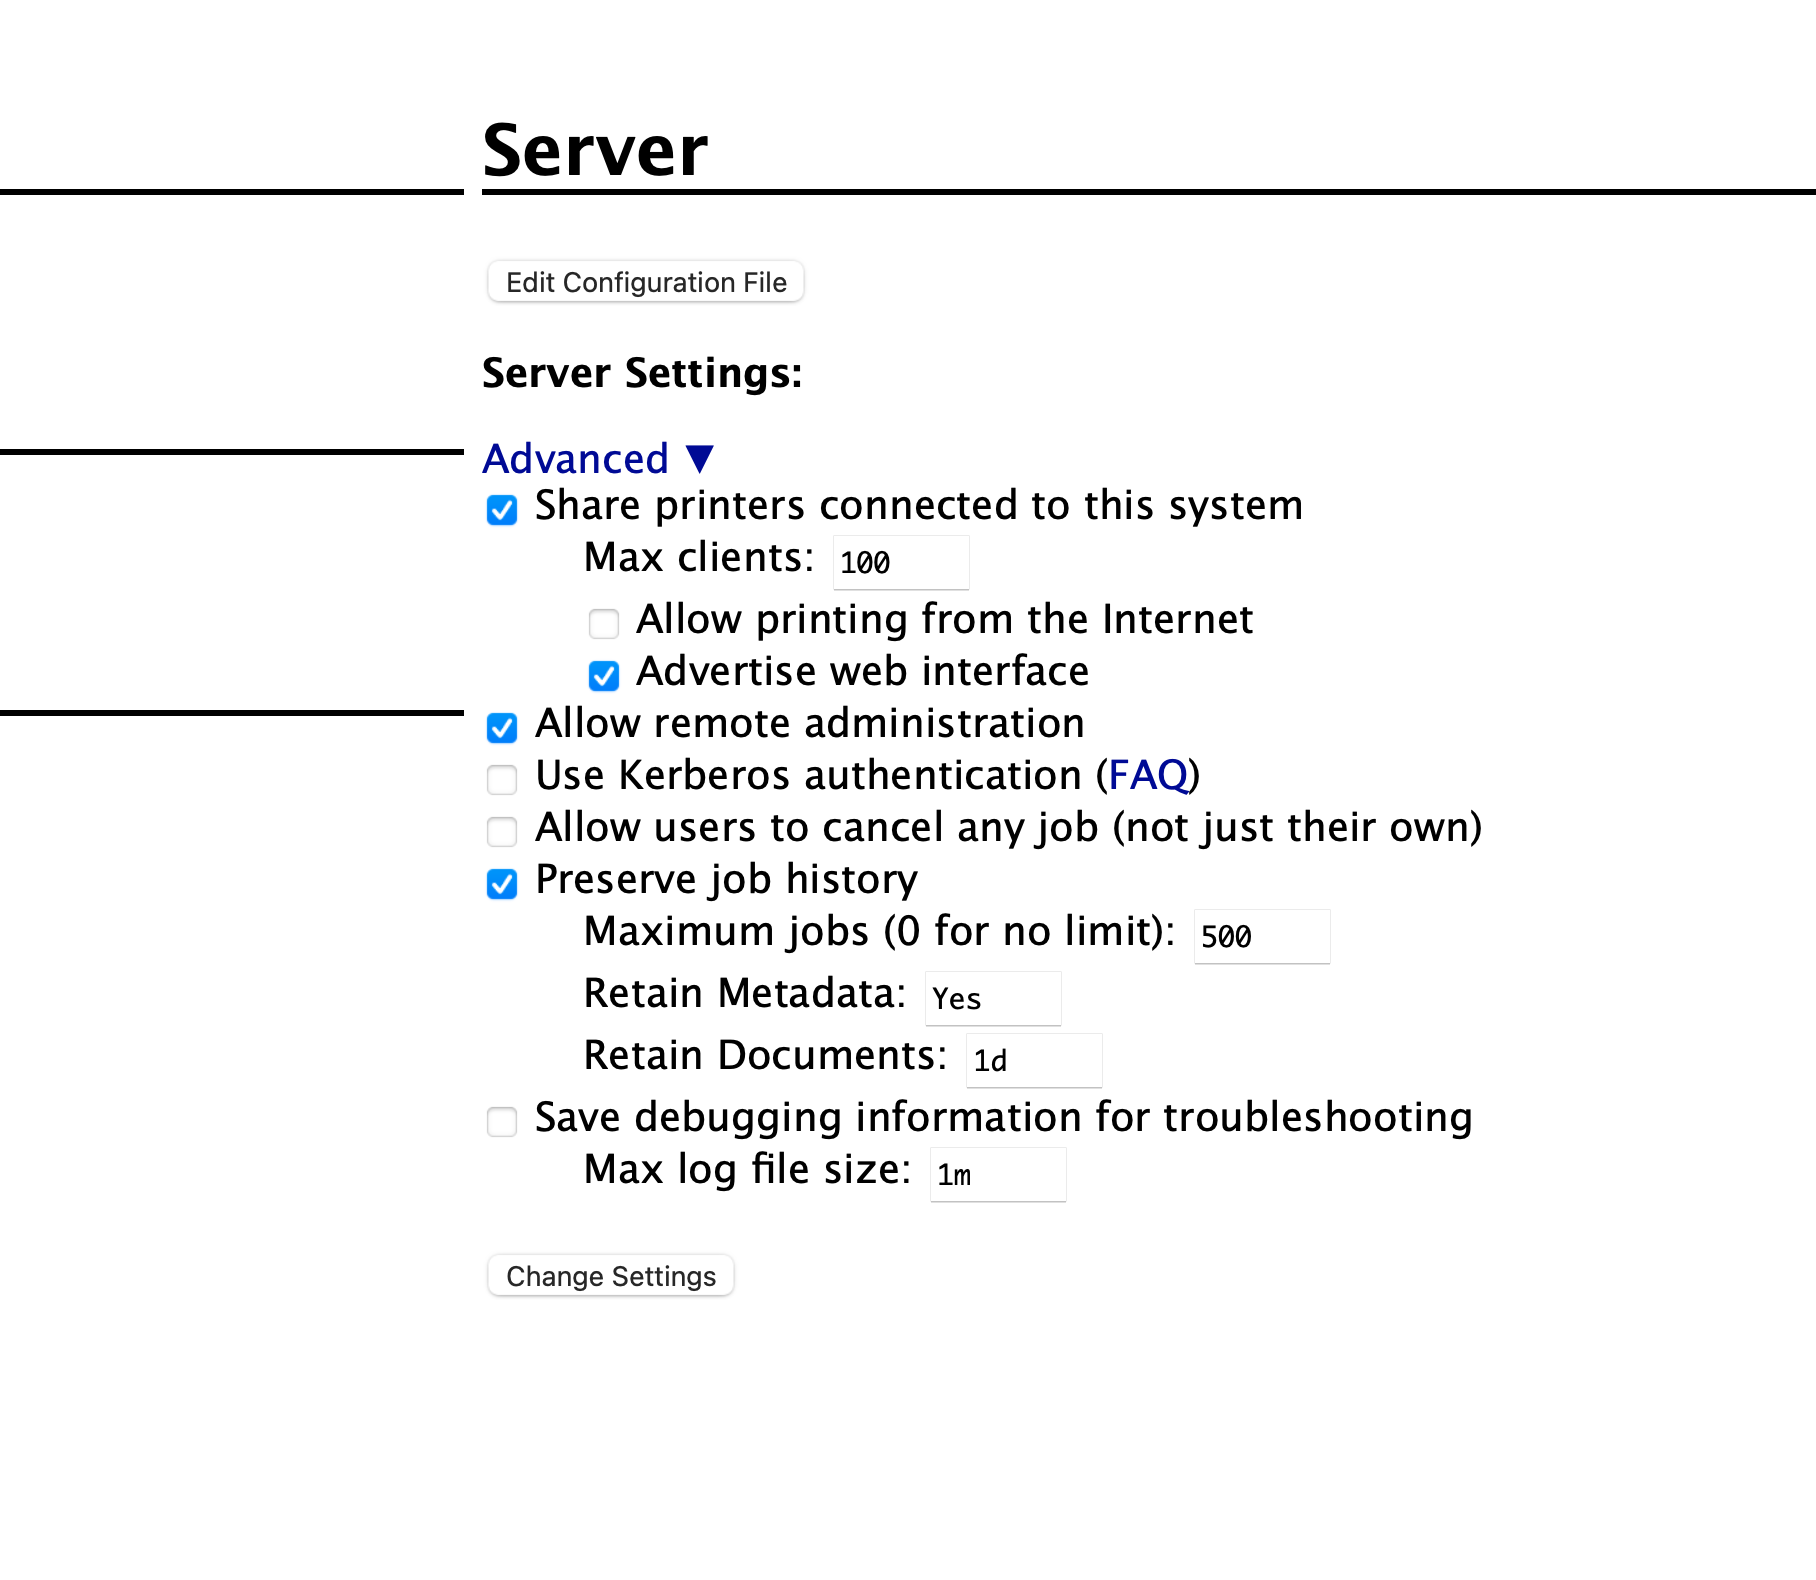 Server
Edit Configuration File
Server Settings:
Advanced ▼
Share printers connected to this system
Max clients: 100
Allow printing from the Internet
Advertise web interface
Allow remote administration
Use Kerberos authentication (FAQ)
Allow users to cancel any job (not just their own)
Preserve job history
Maximum jobs (0 for no limit): 500
Retain Metadata: Yes
Retain Documents: 1d
Save debugging information for troubleshooting
Max log file size: 1m
Change Settings